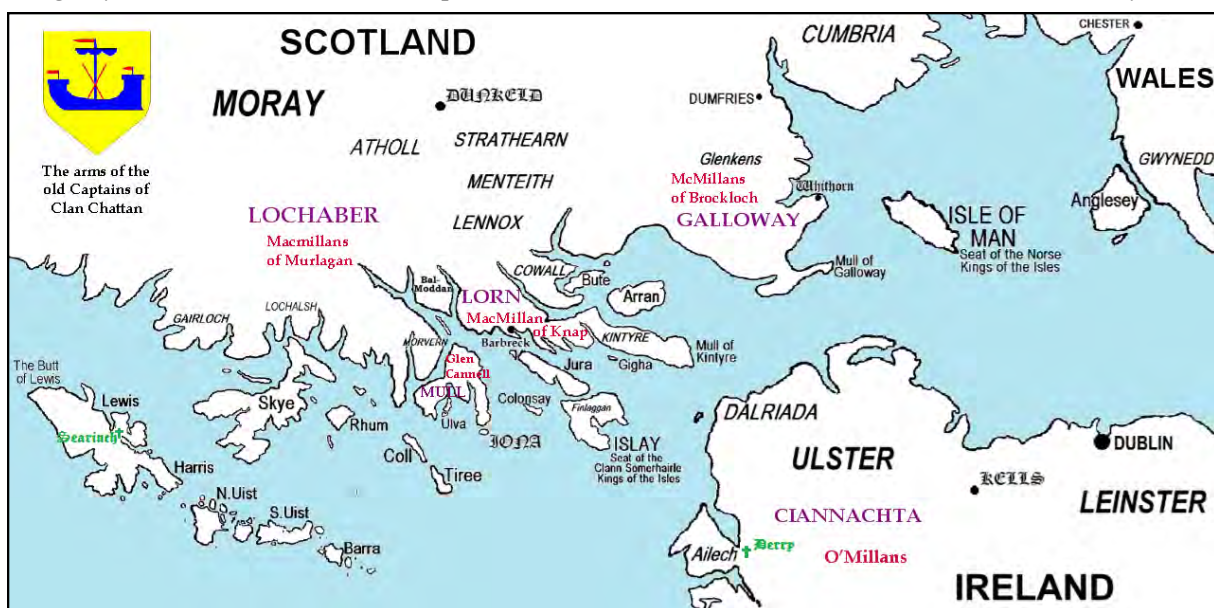 SCOTLAND
CUMBRIA
CHESTER
WALES
MORAY
DUNKELD
DUMFRIES
ATHOLL
STRATHEARN
Glenkens
GWYNEDD
The arms of the
old Captains of
Clan Chattan
MENTEITH
McMillans
of Brockloch
Whithorn
Anglesey
LOCHABER
LENNOX
GALLOWAY
ISLE OF
MAN
Seat of the Norse
Kings of the Isles
Macmillans
of Murlagan
COWALL
Bute
Mull of
Galloway
Bal-
Moddan
LORN
Arran
LOCHALSH
GAIRLOCH
MacMillan
of Knap
KINTYRE
Barbreck
MORVERN
Mull of
Kintyre
Glen
Cannell
Jura
Gigha
The Butt
of Lewis
Lewis
Skye
MULL
Colonsay
Finlaggan
DALRIADA
Rhum
Ulva
Searinch
IONA
ISLAY
Seat of the
Clann Somerhairle
Kings of the Isles
ULSTER
DUBLIN
Coll
Harris
Tiree
KELLS
LEINSTER
N.Uist
S.Uist
CIANNACHTA
Barra
Ailech
Derry
O'Millans
IRELAND